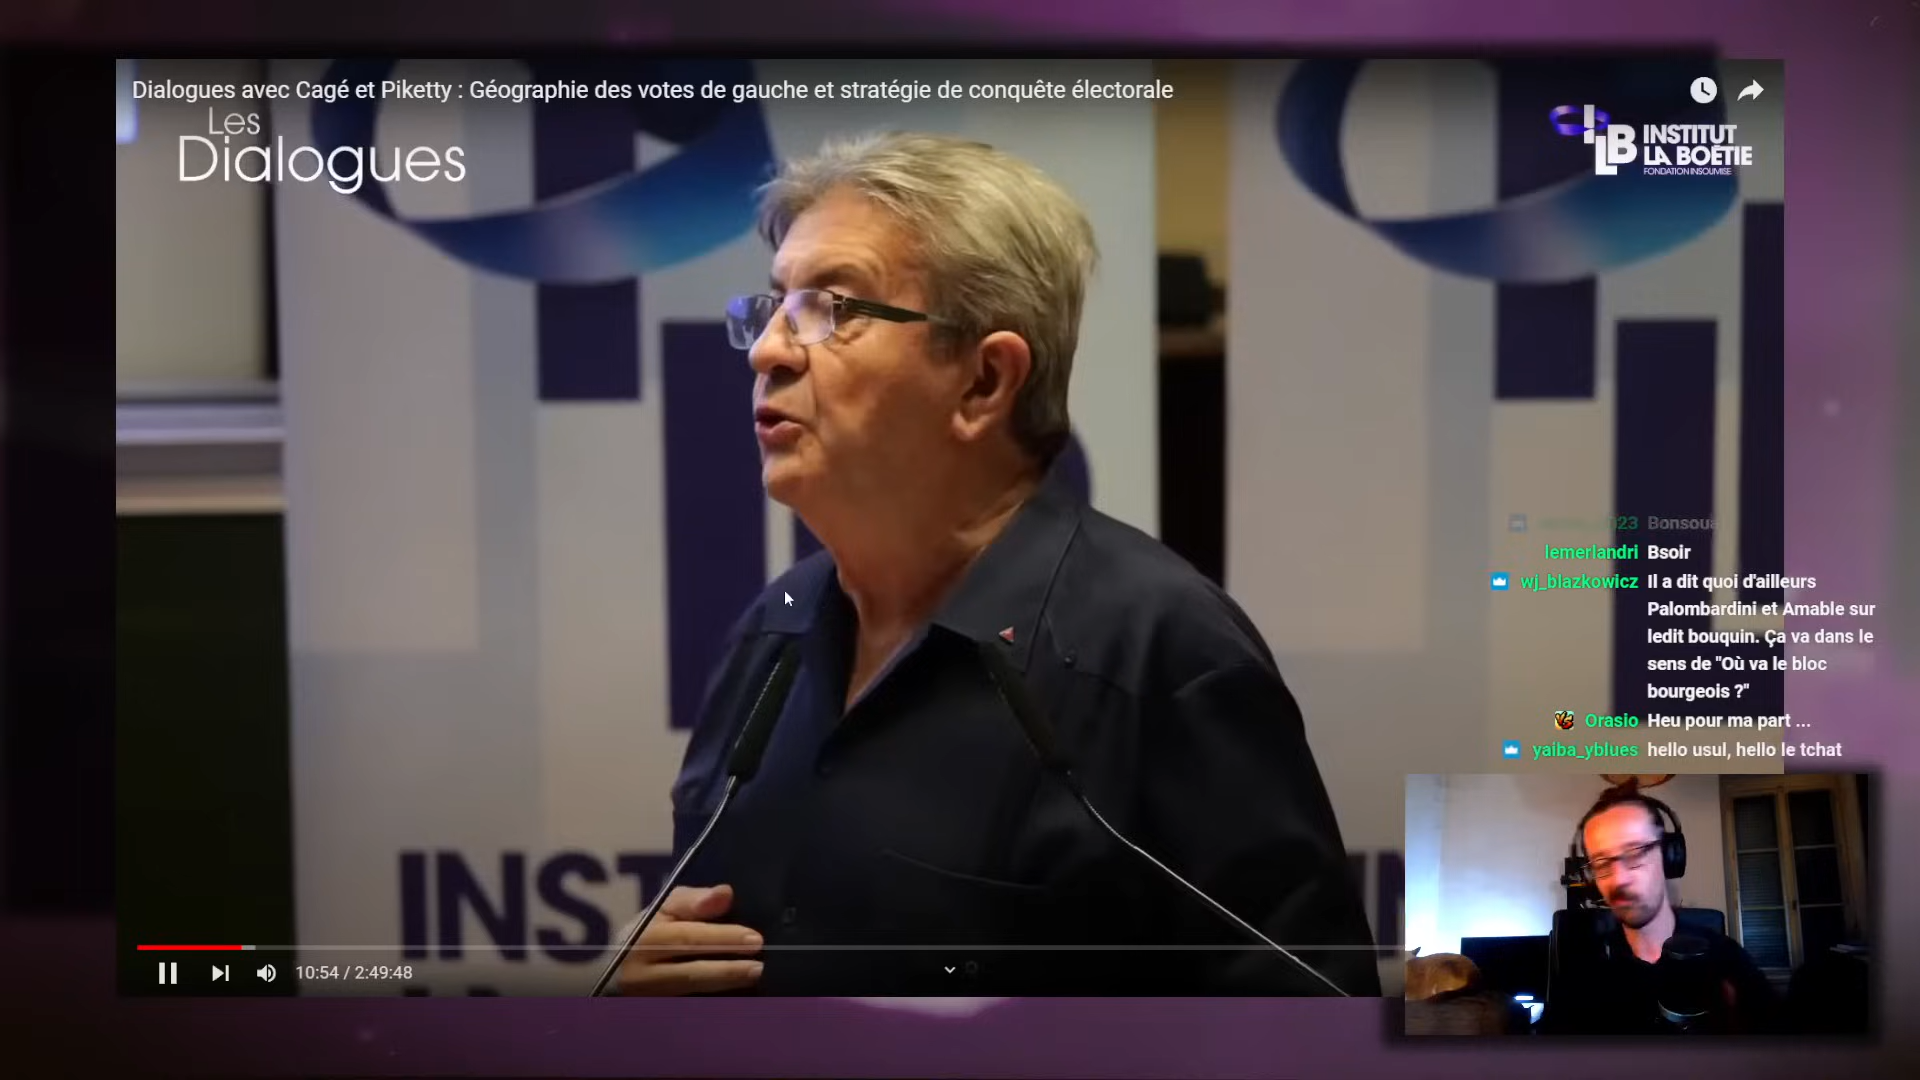 Dialogues avec Cagé et Piketty : Géographie des votes de gauche et stratégie de conquête électorale
Les
Dialogues
ILB INSTITUT
LA BOÉTIE
FONDATION INSOUMISE
23 Bonsoua
lemerlandri Bsoir
wj_blazkowicz Il a dit quoi d'ailleurs
Palombardini et Amable sur
ledit bouquin. Ça va dans le
sens de "Où va le bloc
bourgeois ?"
Orasio Heu pour ma part ...
yaiba_yblues hello usul, hello le tchat
INST
10:54 / 2:49:48